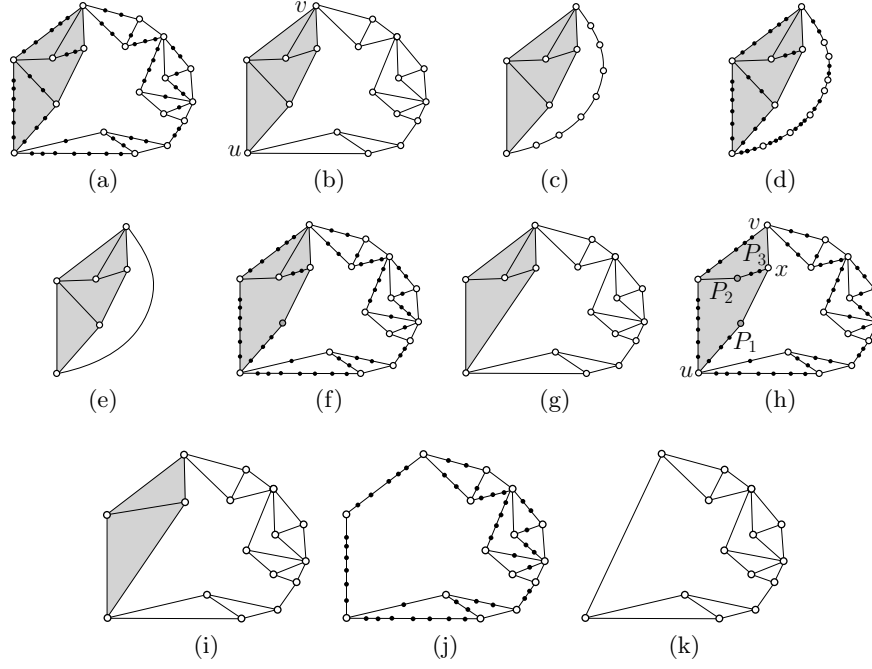 v
u
(a) (b) (c) (d)
v
P₃
x
P₂
P₁
u
(e) (f) (g) (h)
(i) (j) (k)